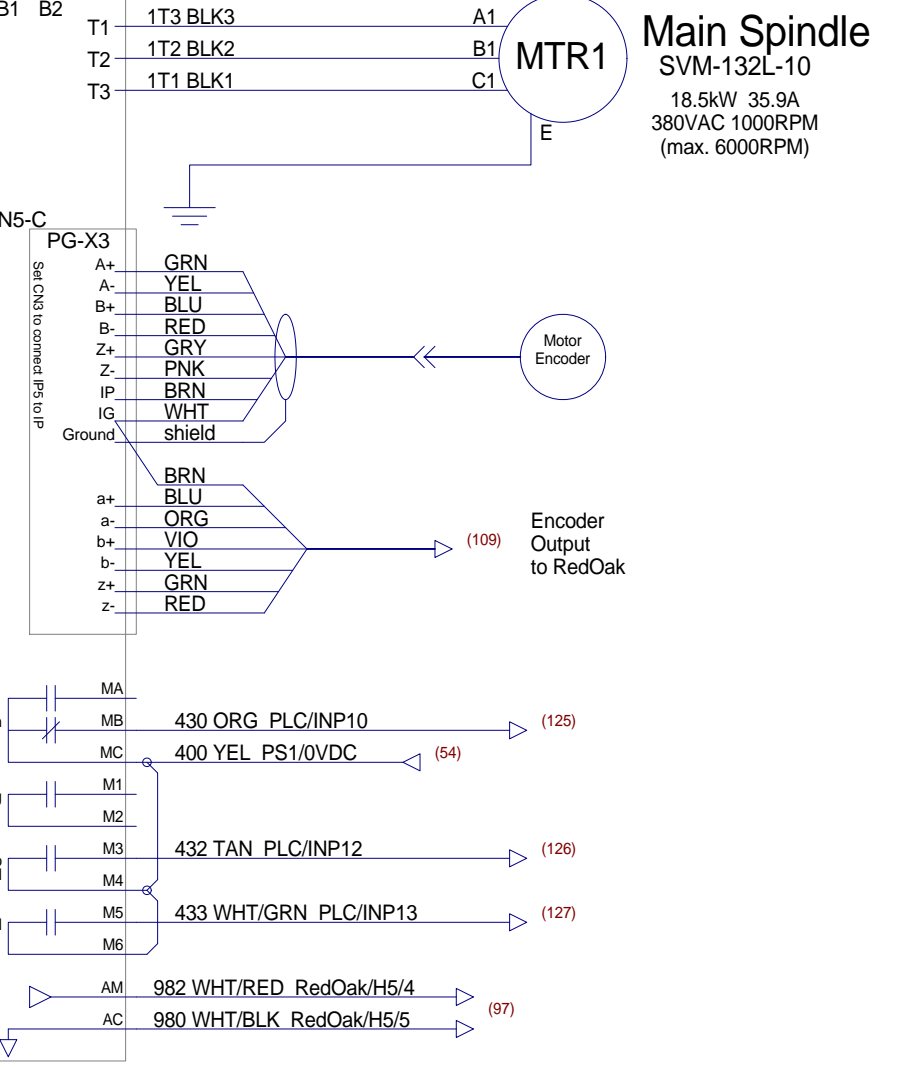 B1 B2
T1 1T3 BLK3 A1
T2 1T2 BLK2 B1
T3 1T1 BLK1 C1
MTR1
E
Main Spindle
SVM-132L-10
18.5kW 35.9A
380VAC 1000RPM
(max. 6000RPM)
N5-C
PG-X3
Set CN3 to connect IP5 to IP
A+ GRN
A- YEL
B+ BLU
B- RED
Z+ GRY
Z- PNK
IP BRN
IG WHT
Ground shield
Motor
Encoder
BRN
a+ BLU
a- ORG
b+ VIO
b- YEL
z+ GRN
z- RED
(109)
Encoder
Output
to RedOak
MA
MB 430 ORG PLC/INP10 (125)
MC 400 YEL PS1/0VDC (54)
M1
M2
M3 432 TAN PLC/INP12 (126)
M4
M5 433 WHT/GRN PLC/INP13 (127)
M6
AM 982 WHT/RED RedOak/H5/4
(97)
AC 980 WHT/BLK RedOak/H5/5